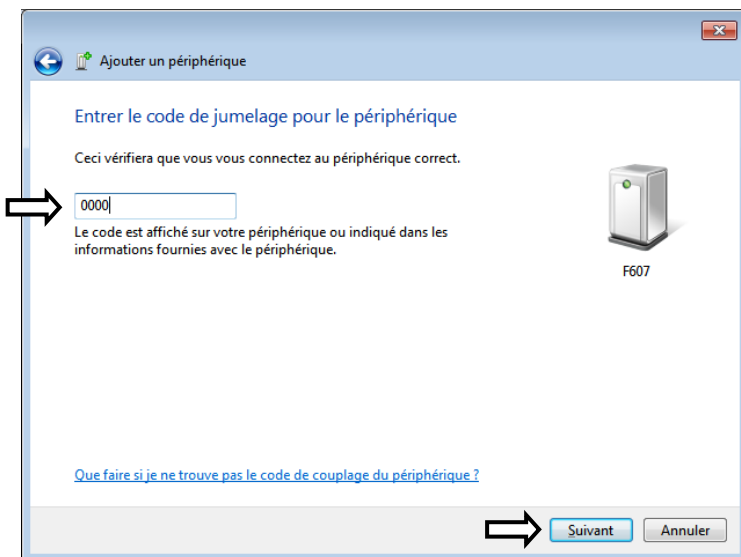 Ajouter un périphérique
Entrer le code de jumelage pour le périphérique
Ceci vérifiera que vous vous connectez au périphérique correct.
0000
Le code est affiché sur votre périphérique ou indiqué dans les
informations fournies avec le périphérique.
F607
Que faire si je ne trouve pas le code de couplage du périphérique ?
Suivant
Annuler